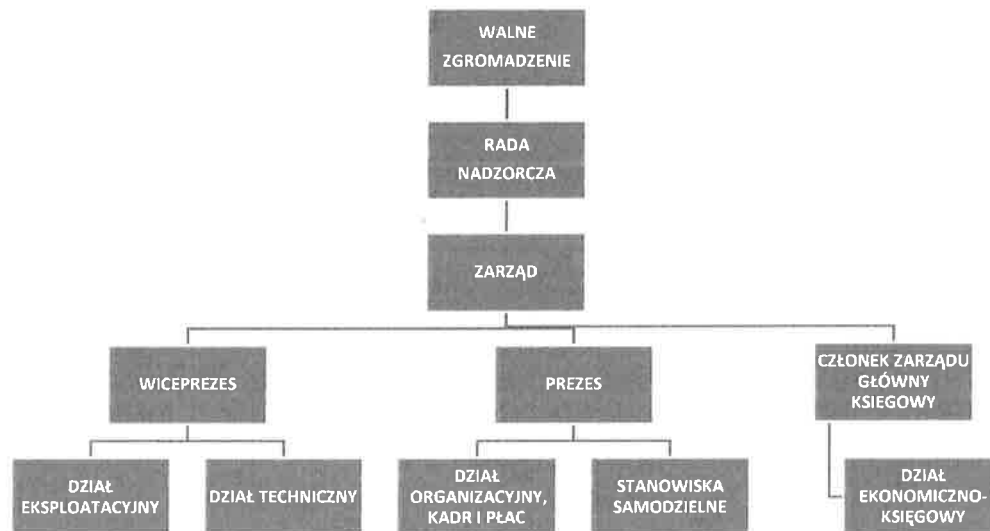 WALNE
ZGROMADZENIE
RADA
NADZORCZA
ZARZĄD
WICEPREZES
PREZES
CZŁONEK ZARZĄDU
GŁÓWNY
KSIEGOWY
DZIAŁ
EKSPLOATACYJNY
DZIAŁ TECHNICZNY
DZIAŁ
ORGANIZACYJNY,
KADR I PŁAC
STANOWISKA
SAMODZIELNE
DZIAŁ
EKONOMICZNO-
KSIĘGOWY